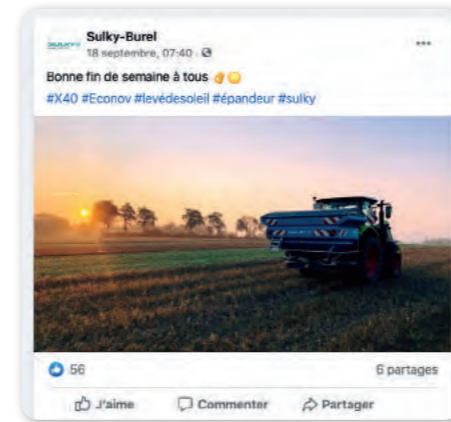 Sulky-Burel
18 septembre, 07:40
Bonne fin de semaine à tous
#X40 #Econov #levédesoleil #épandeur #sulky
56
6 partages
J'aime
Commenter
Partager